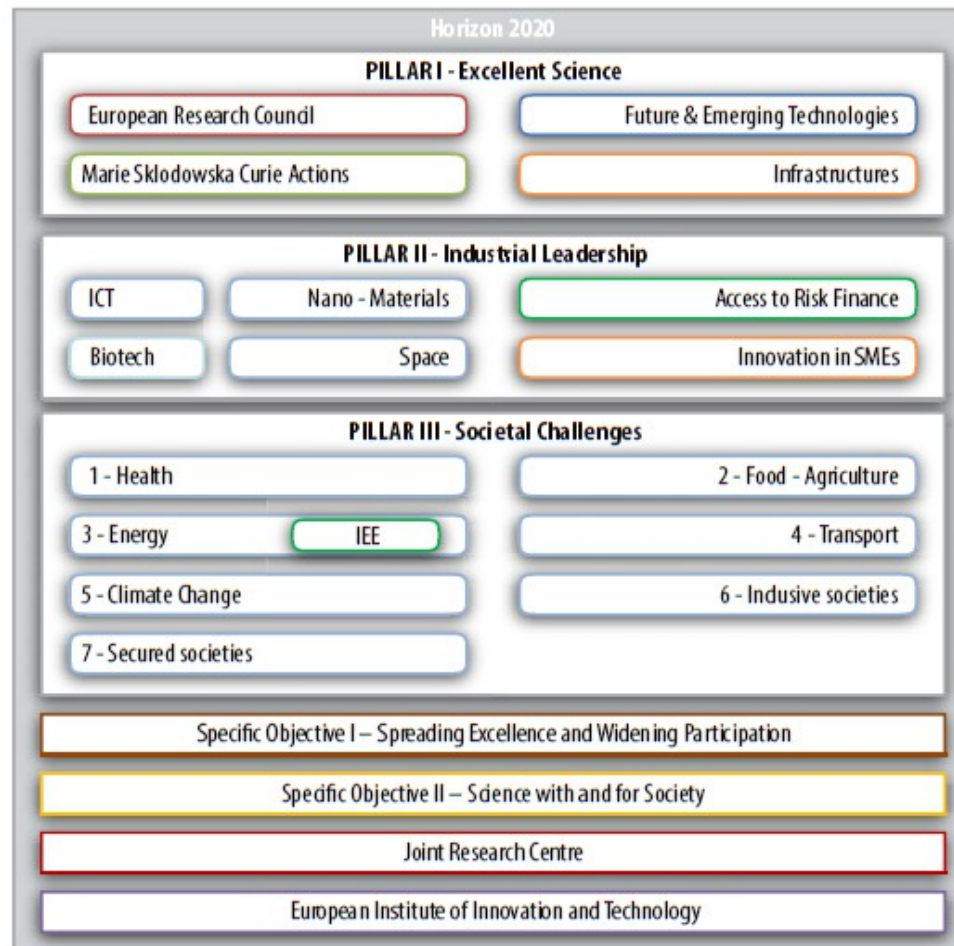 Horizon 2020
PILLAR I - Excellent Science
European Research Council
Future & Emerging Technologies
Marie Sklodowska Curie Actions
Infrastructures
PILLAR II - Industrial Leadership
ICT
Nano - Materials
Access to Risk Finance
Biotech
Space
Innovation in SMEs
PILLAR III - Societal Challenges
1 - Health
2 - Food - Agriculture
3 - Energy
IEE
4 - Transport
5 - Climate Change
6 - Inclusive societies
7 - Secured societies
Specific Objective I – Spreading Excellence and Widening Participation
Specific Objective II – Science with and for Society
Joint Research Centre
European Institute of Innovation and Technology